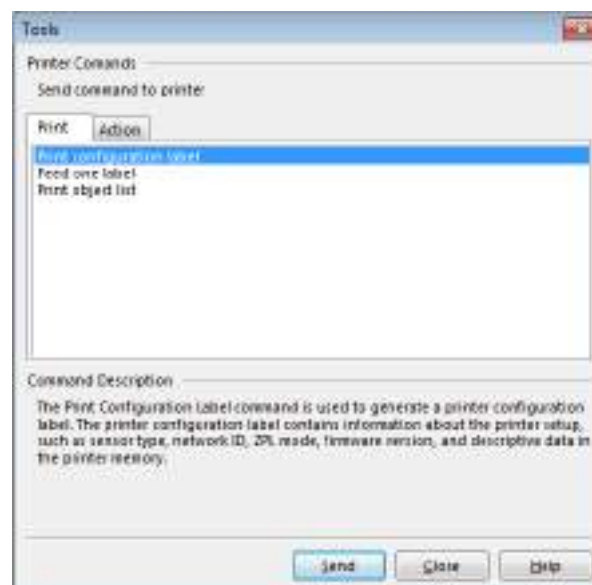 Tools
Printer Comands
Send command to printer
Print Action
Print configuration label
Feed one label
Print object list
Command Description
The Print Configuration Label command is used to generate a printer configuration
label. The printer configuration label contains information about the printer setup,
such as sensor type, network ID, ZPL mode, firmware version, and descriptive data in
the printer memory.
Send Close Help